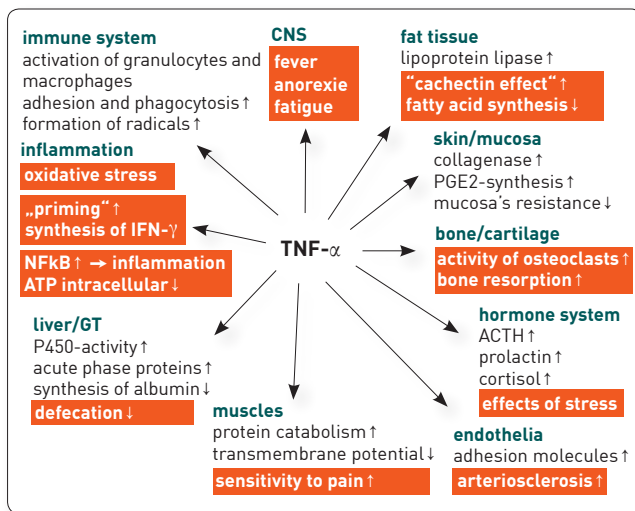 immune system
activation of granulocytes and
macrophages
adhesion and phagocytosis ↑
formation of radicals ↑
inflammation
oxidative stress
„priming“ ↑
synthesis of IFN-γ
NFkB ↑ → inflammation
ATP intracellular ↓
liver/GT
P450-activity ↑
acute phase proteins ↑
synthesis of albumin ↓
defecation ↓
CNS
fever
anorexie
fatigue
TNF-α
muscles
protein catabolism ↑
transmembrane potential ↓
sensitivity to pain ↑
fat tissue
lipoprotein lipase ↑
“cachectin effect“ ↑
fatty acid synthesis ↓
skin/mucosa
collagenase ↑
PGE2-synthesis ↑
mucosa's resistance ↓
bone/cartilage
activity of osteoclasts ↑
bone resorption ↑
hormone system
ACTH ↑
prolactin ↑
cortisol ↑
effects of stress
endothelia
adhesion molecules ↑
arteriosclerosis ↑